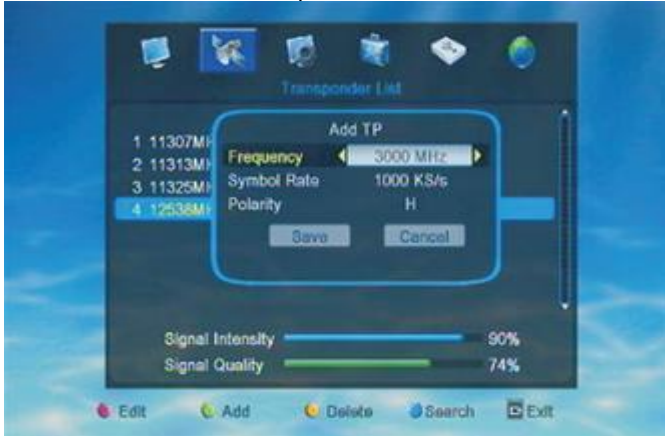 Transponder List
Add TP
1 11307MH
2 11313MH
3 11325MH
4 12538MH
Frequency 3000 MHz
Symbol Rate 1000 KS/s
Polarity H
Save Cancel
Signal Intensity 90%
Signal Quality 74%
Edit Add Delete Search Exit